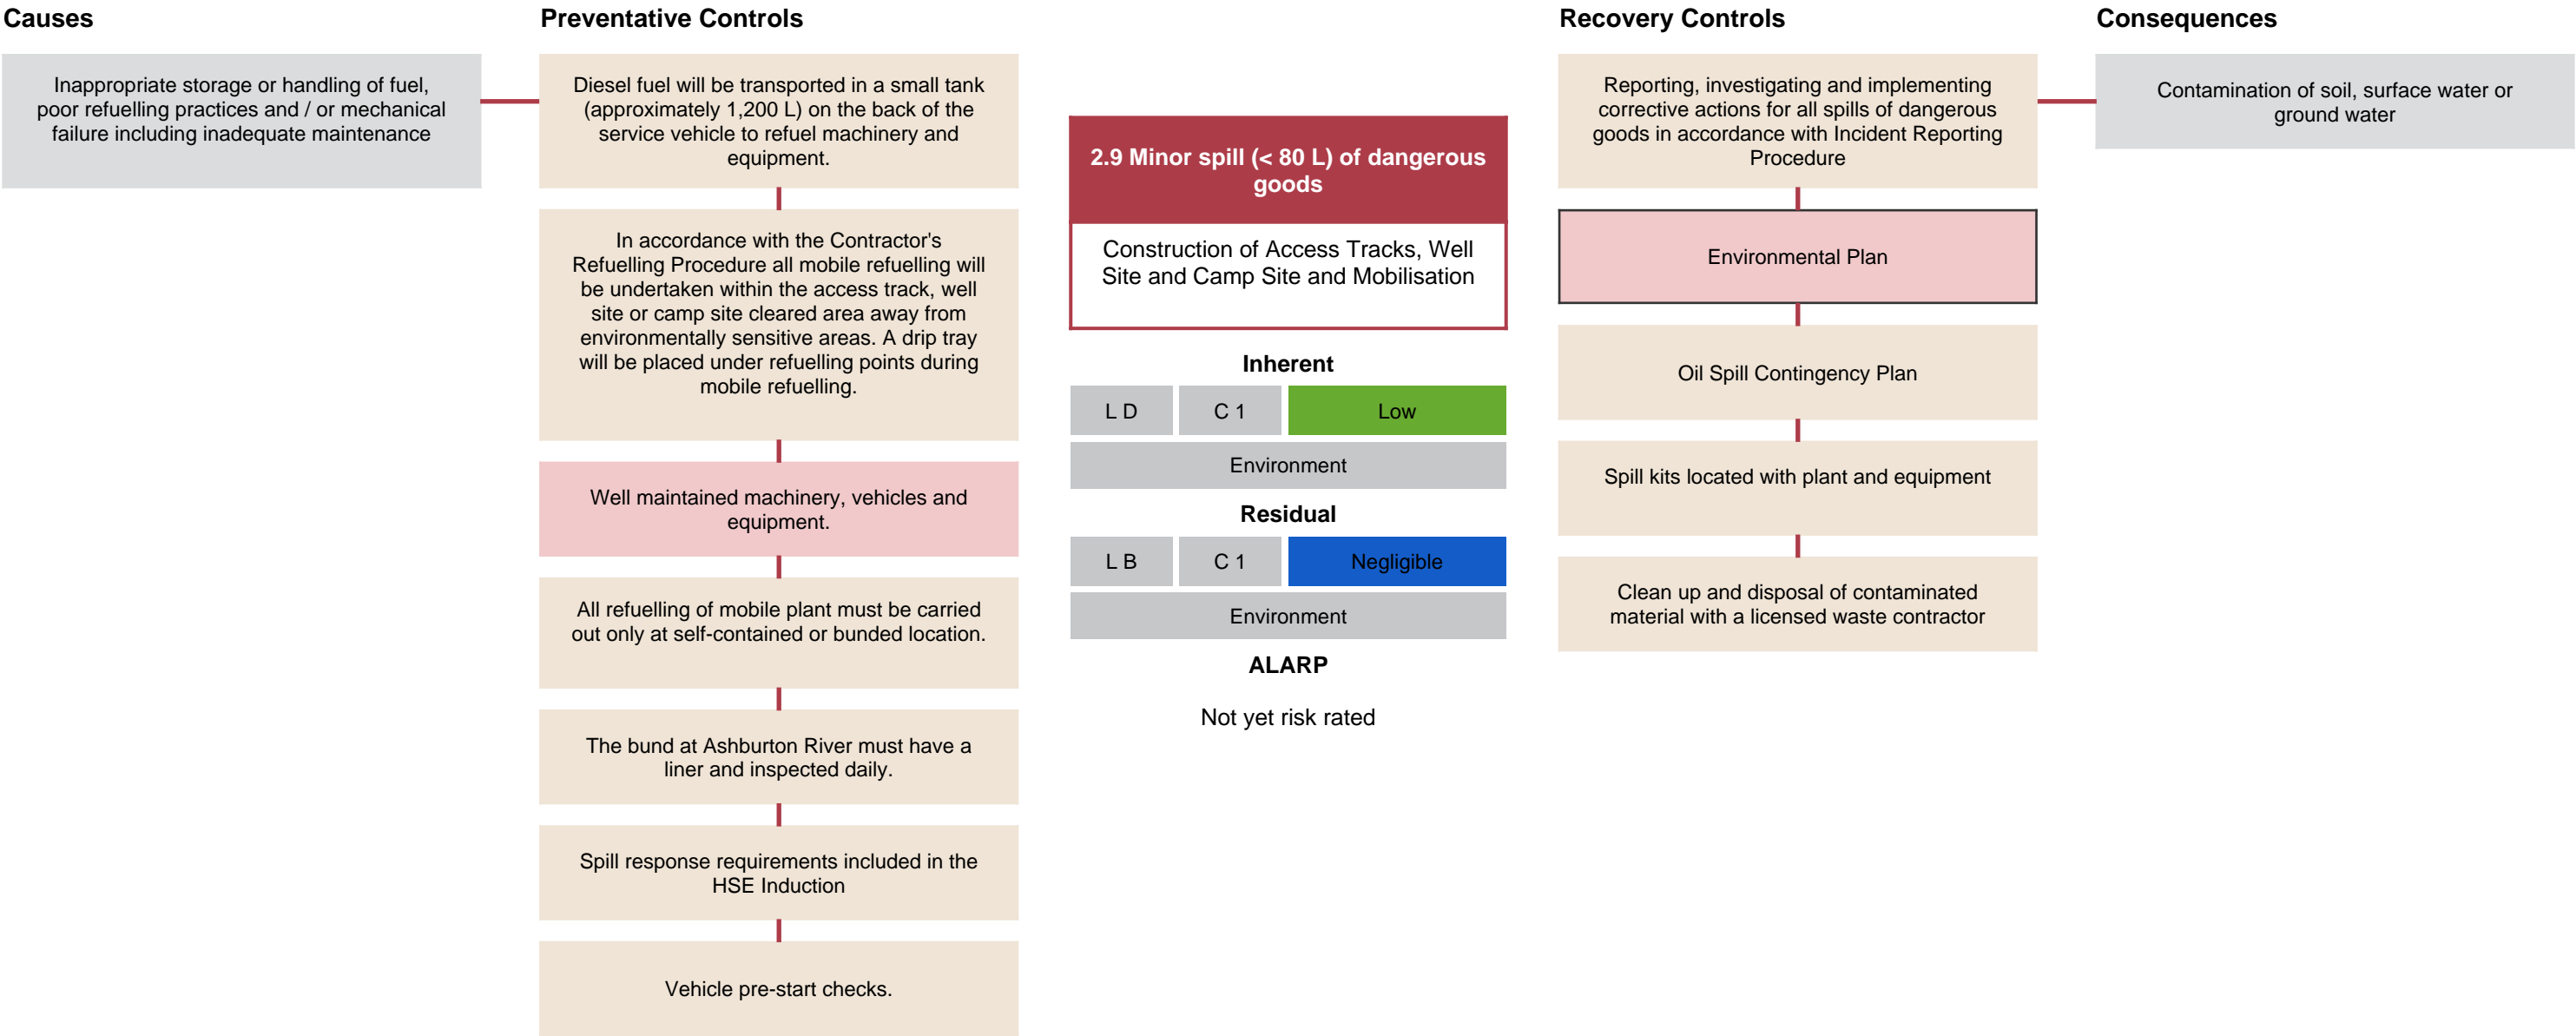 Causes
Preventative Controls
Recovery Controls
Consequences
Inappropriate storage or handling of fuel,
poor refuelling practices and / or mechanical
failure including inadequate maintenance
Diesel fuel will be transported in a small tank
(approximately 1,200 L) on the back of the
service vehicle to refuel machinery and
equipment.
In accordance with the Contractor's
Refuelling Procedure all mobile refuelling will
be undertaken within the access track, well
site or camp site cleared area away from
environmentally sensitive areas. A drip tray
will be placed under refuelling points during
mobile refuelling.
Well maintained machinery, vehicles and
equipment.
All refuelling of mobile plant must be carried
out only at self-contained or bunded location.
The bund at Ashburton River must have a
liner and inspected daily.
Spill response requirements included in the
HSE Induction
Vehicle pre-start checks.
2.9 Minor spill (< 80 L) of dangerous
goods
Construction of Access Tracks, Well
Site and Camp Site and Mobilisation
Inherent
L D
C 1
Low
Environment
Residual
L B
C 1
Negligible
Environment
ALARP
Not yet risk rated
Reporting, investigating and implementing
corrective actions for all spills of dangerous
goods in accordance with Incident Reporting
Procedure
Environmental Plan
Oil Spill Contingency Plan
Spill kits located with plant and equipment
Clean up and disposal of contaminated
material with a licensed waste contractor
Contamination of soil, surface water or
ground water